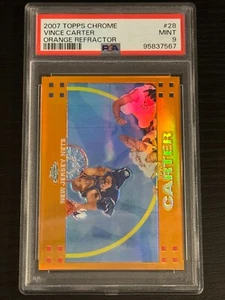 2007 TOPPS CHROME #28
VINCE CARTER MINT
ORANGE REFRACTOR 9
PSA 95837567
NEW JERSEY NETS
CARTER